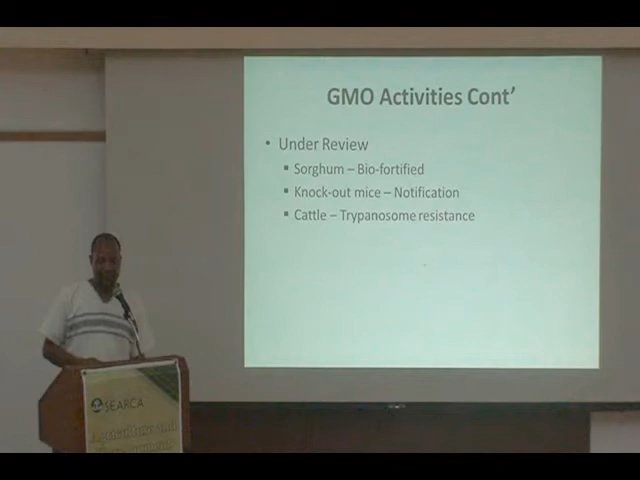 GMO Activities Cont'
• Under Review
▪ Sorghum – Bio-fortified
▪ Knock-out mice – Notification
▪ Cattle – Trypanosome resistance
SEARCA